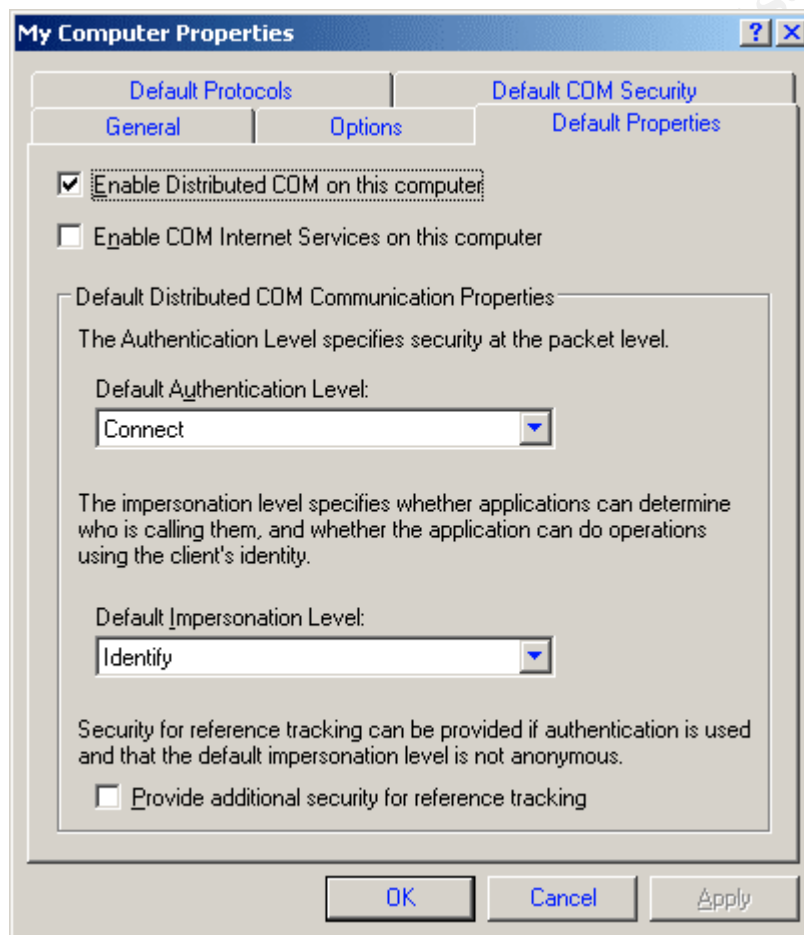 My Computer Properties
Default Protocols
Default COM Security
General
Options
Default Properties
Enable Distributed COM on this computer
Enable COM Internet Services on this computer
Default Distributed COM Communication Properties
The Authentication Level specifies security at the packet level.
Default Authentication Level:
Connect
The impersonation level specifies whether applications can determine
who is calling them, and whether the application can do operations
using the client's identity.
Default Impersonation Level:
Identify
Security for reference tracking can be provided if authentication is used
and that the default impersonation level is not anonymous.
Provide additional security for reference tracking
OK
Cancel
Apply